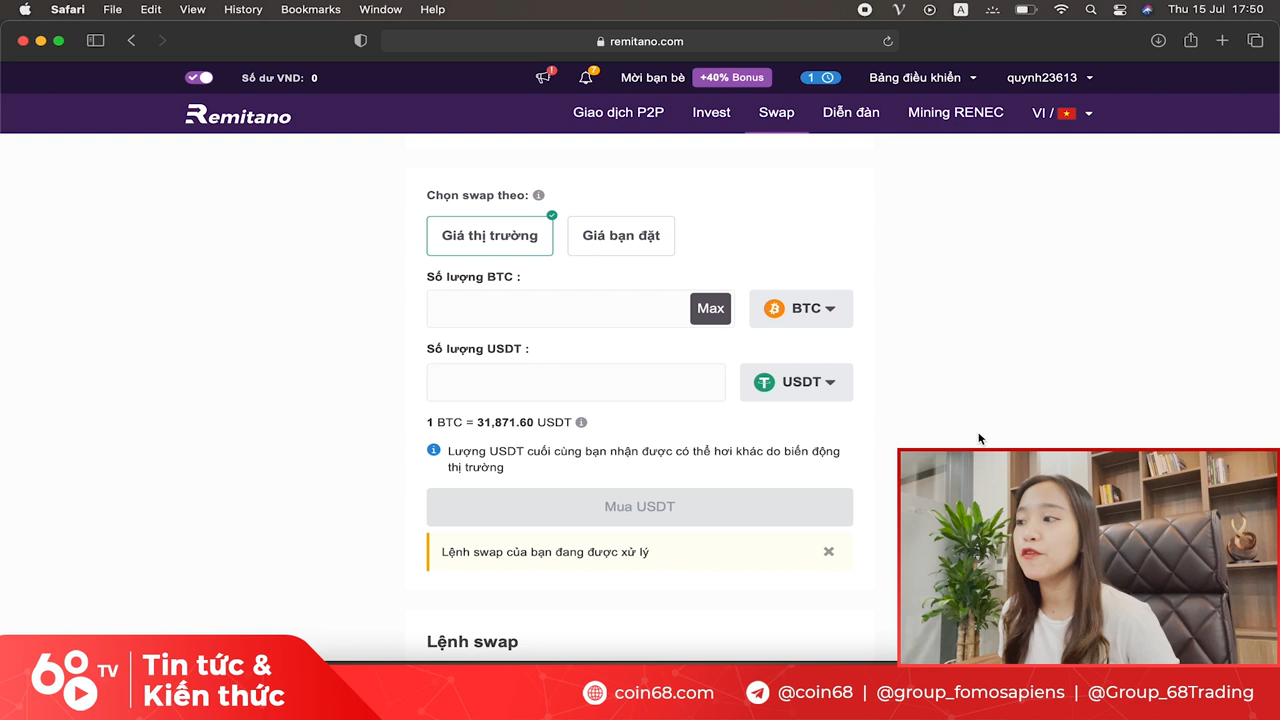 Safari File Edit View History Bookmarks Window Help A Thu 15 Jul 17:50
remitano.com
Số dư VND: 0 ! 7 Mời bạn bè +40% Bonus 1 Bảng điều khiển quynh23613
Remitano Giao dịch P2P Invest Swap Diễn đàn Mining RENEC VI /
Chọn swap theo:
Giá thị trường Giá bạn đặt
Số lượng BTC :
Max BTC
Số lượng USDT :
USDT
1 BTC = 31,871.60 USDT
Lượng USDT cuối cùng bạn nhận được có thể hơi khác do biến động
thị trường
Mua USDT
Lệnh swap của bạn đang được xử lý
Lệnh swap
68 TV Tin tức &
Kiến thức
coin68.com @coin68 | @group_fomosapiens | @Group_68Trading